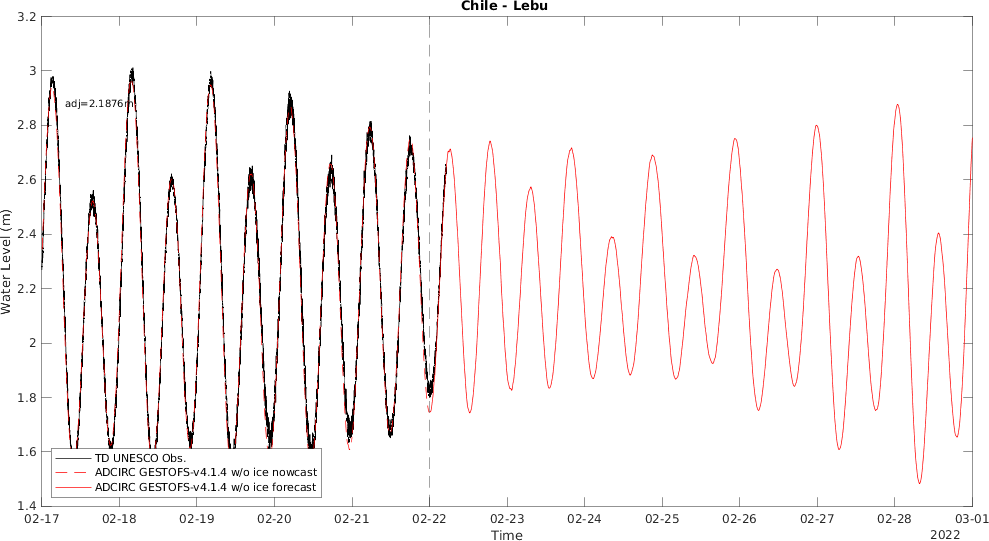 Chile - Lebu
3.2
3
2.8
2.6
2.4
2.2
2
1.8
1.6
1.4
Water Level (m)
adj=2.1876m
TD UNESCO Obs.
ADCIRC GESTOFS-v4.1.4 w/o ice nowcast
ADCIRC GESTOFS-v4.1.4 w/o ice forecast
02-17 02-18 02-19 02-20 02-21 02-22 02-23 02-24 02-25 02-26 02-27 02-28 03-01
Time
2022